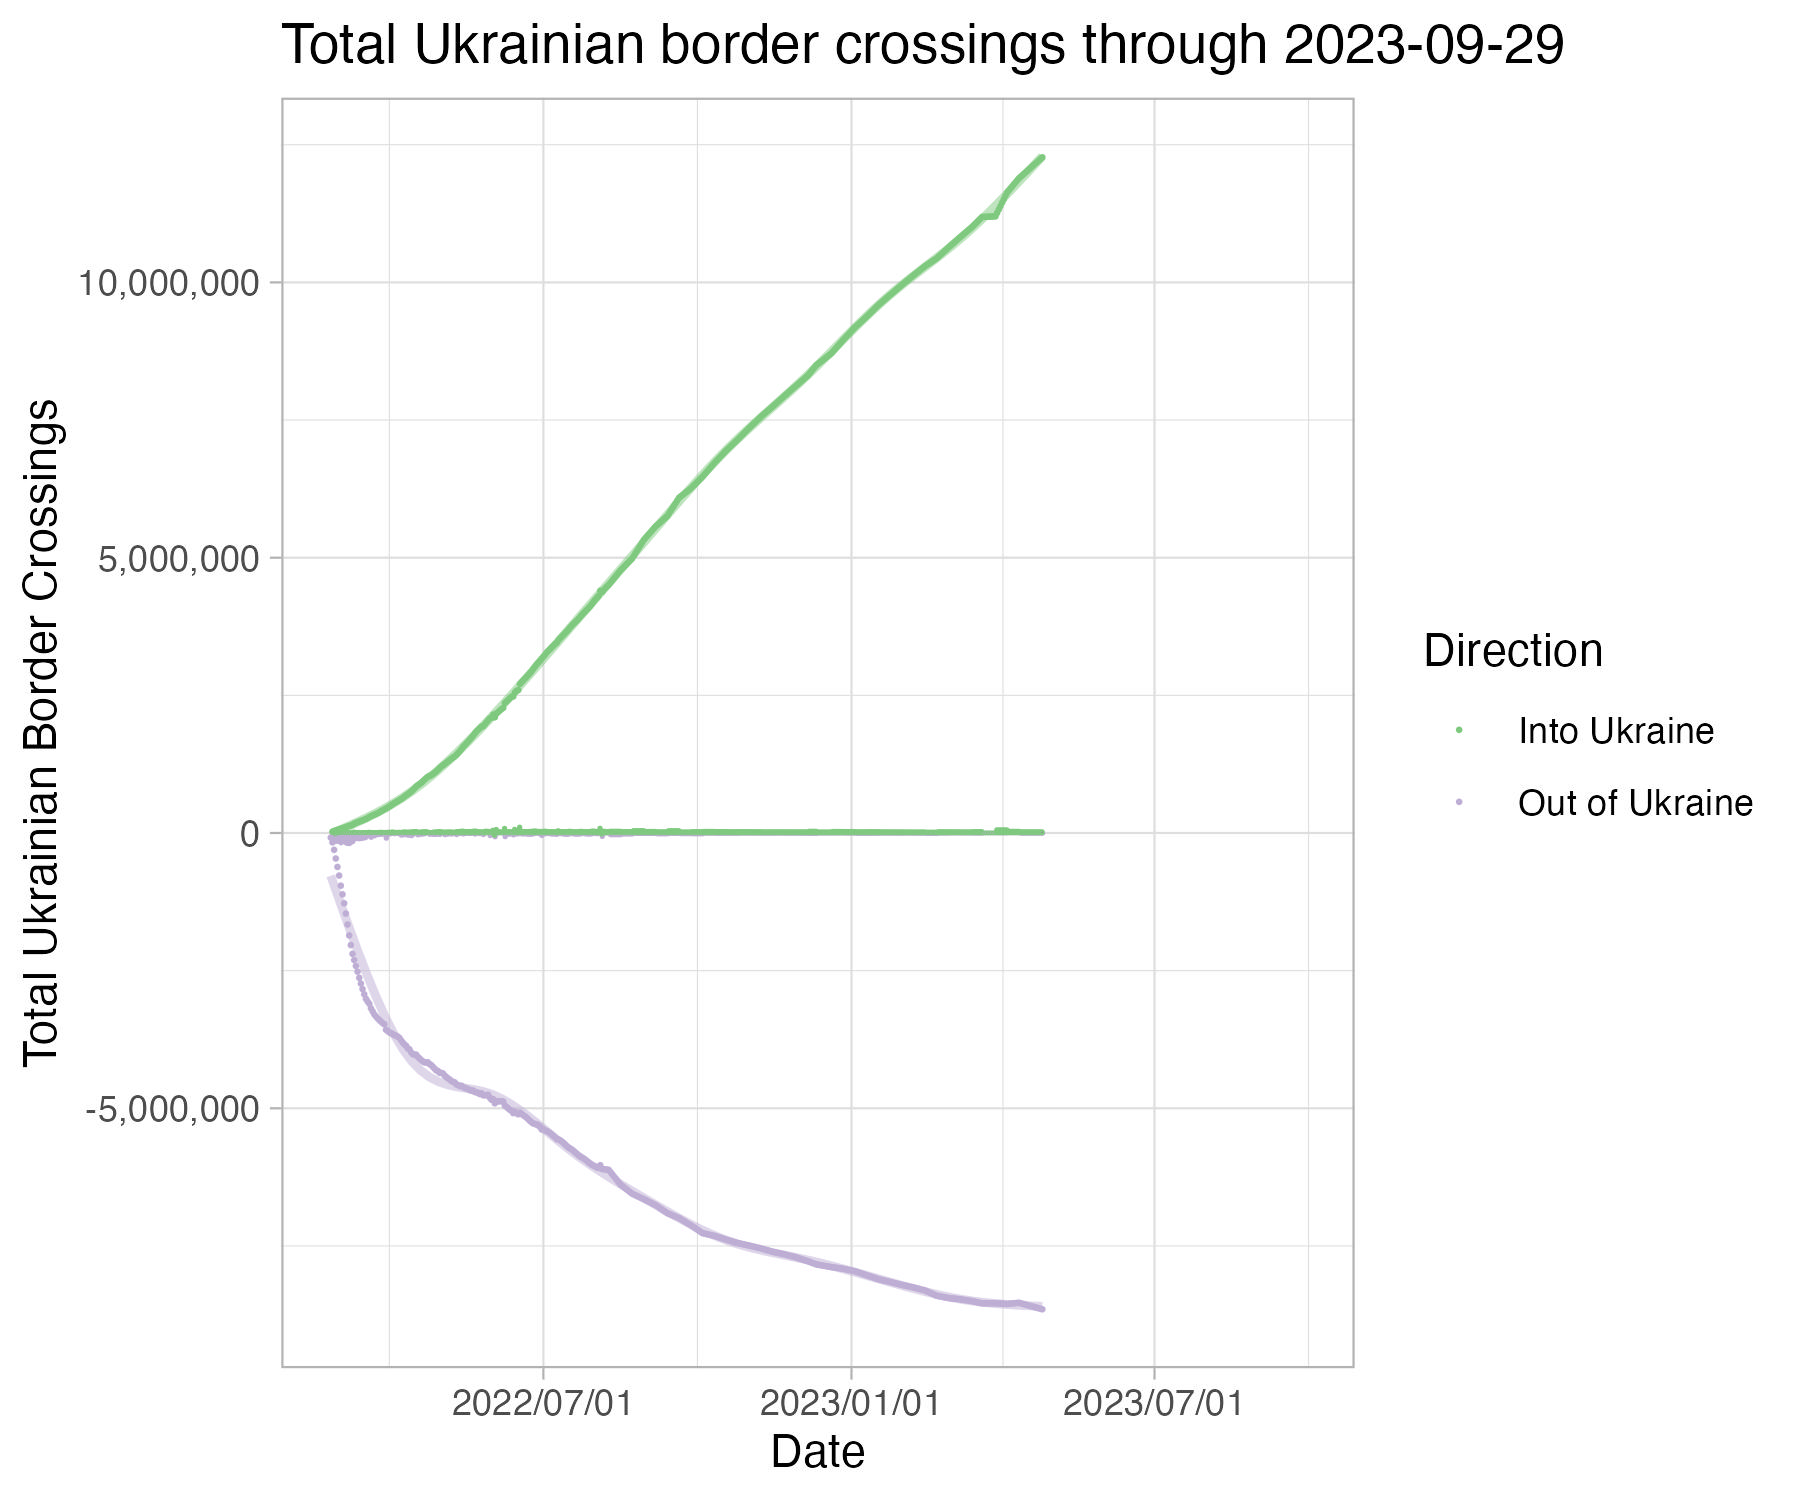 Total Ukrainian border crossings through 2023-09-29
Total Ukrainian Border Crossings
10,000,000
5,000,000
0
-5,000,000
2022/07/01
2023/01/01
2023/07/01
Date
Direction
Into Ukraine
Out of Ukraine